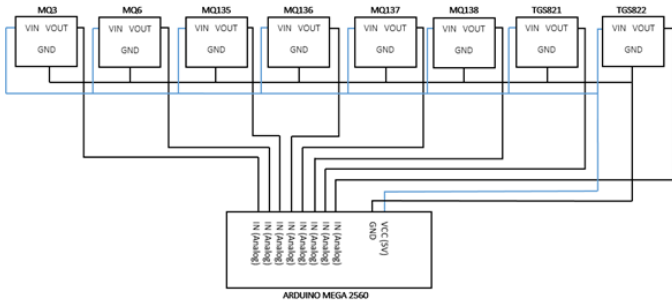 MQ3 MQ6 MQ135 MQ136 MQ137 MQ138 TGS821 TGS822
VIN VOUT VIN VOUT VIN VOUT VIN VOUT VIN VOUT VIN VOUT VIN VOUT VIN VOUT
GND GND GND GND GND GND GND GND
IN (Analog)
IN (Analog)
IN (Analog)
IN (Analog)
IN (Analog)
IN (Analog)
IN (Analog)
IN (Analog)
GND
VCC (5V)
ARDUINO MEGA 2560